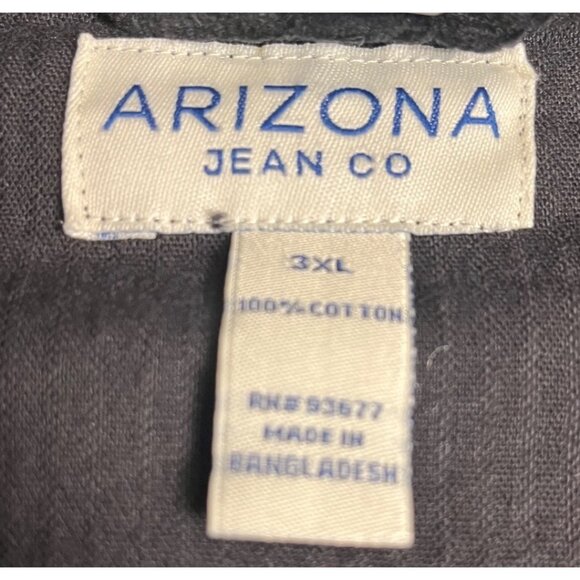 ARIZONA
JEAN CO
3XL
100% COTTON
RN# 93677
MADE IN
BANGLADESH